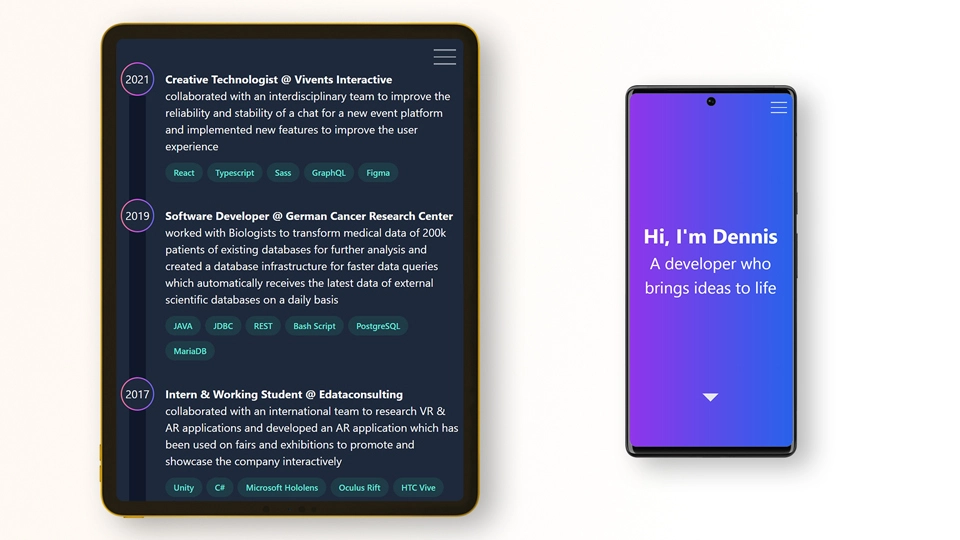 2021
Creative Technologist @ Vivents Interactive
collaborated with an interdisciplinary team to improve the
reliability and stability of a chat for a new event platform
and implemented new features to improve the user
experience
React Typescript Sass GraphQL Figma
2019
Software Developer @ German Cancer Research Center
worked with Biologists to transform medical data of 200k
patients of existing databases for further analysis and
created a database infrastructure for faster data queries
which automatically receives the latest data of external
scientific databases on a daily basis
JAVA JDBC REST Bash Script PostgreSQL
MariaDB
2017
Intern & Working Student @ Edataconsulting
collaborated with an international team to research VR &
AR applications and developed an AR application which has
been used on fairs and exhibitions to promote and
showcase the company interactively
Unity C# Microsoft Hololens Oculus Rift HTC Vive
Hi, I'm Dennis
A developer who
brings ideas to life